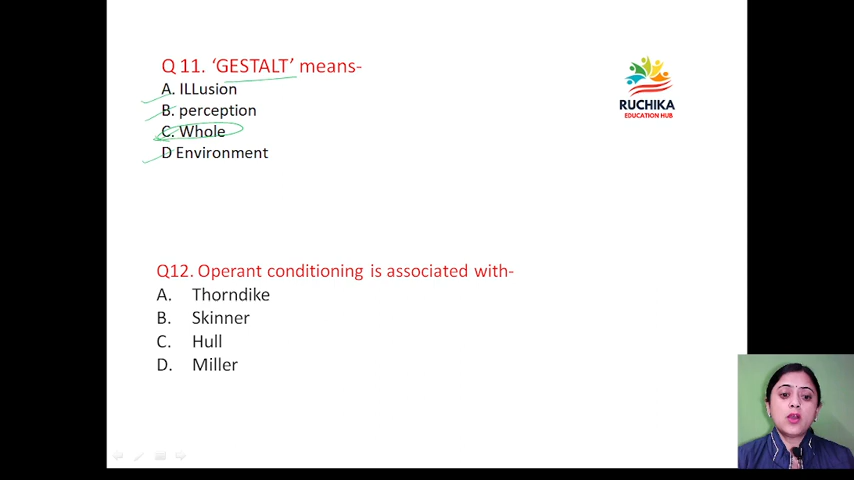 Q 11. ‘GESTALT’ means-
A. ILLusion
B. perception
C. Whole
D Environment
RUCHIKA
EDUCATION HUB
Q12. Operant conditioning is associated with-
A. Thorndike
B. Skinner
C. Hull
D. Miller